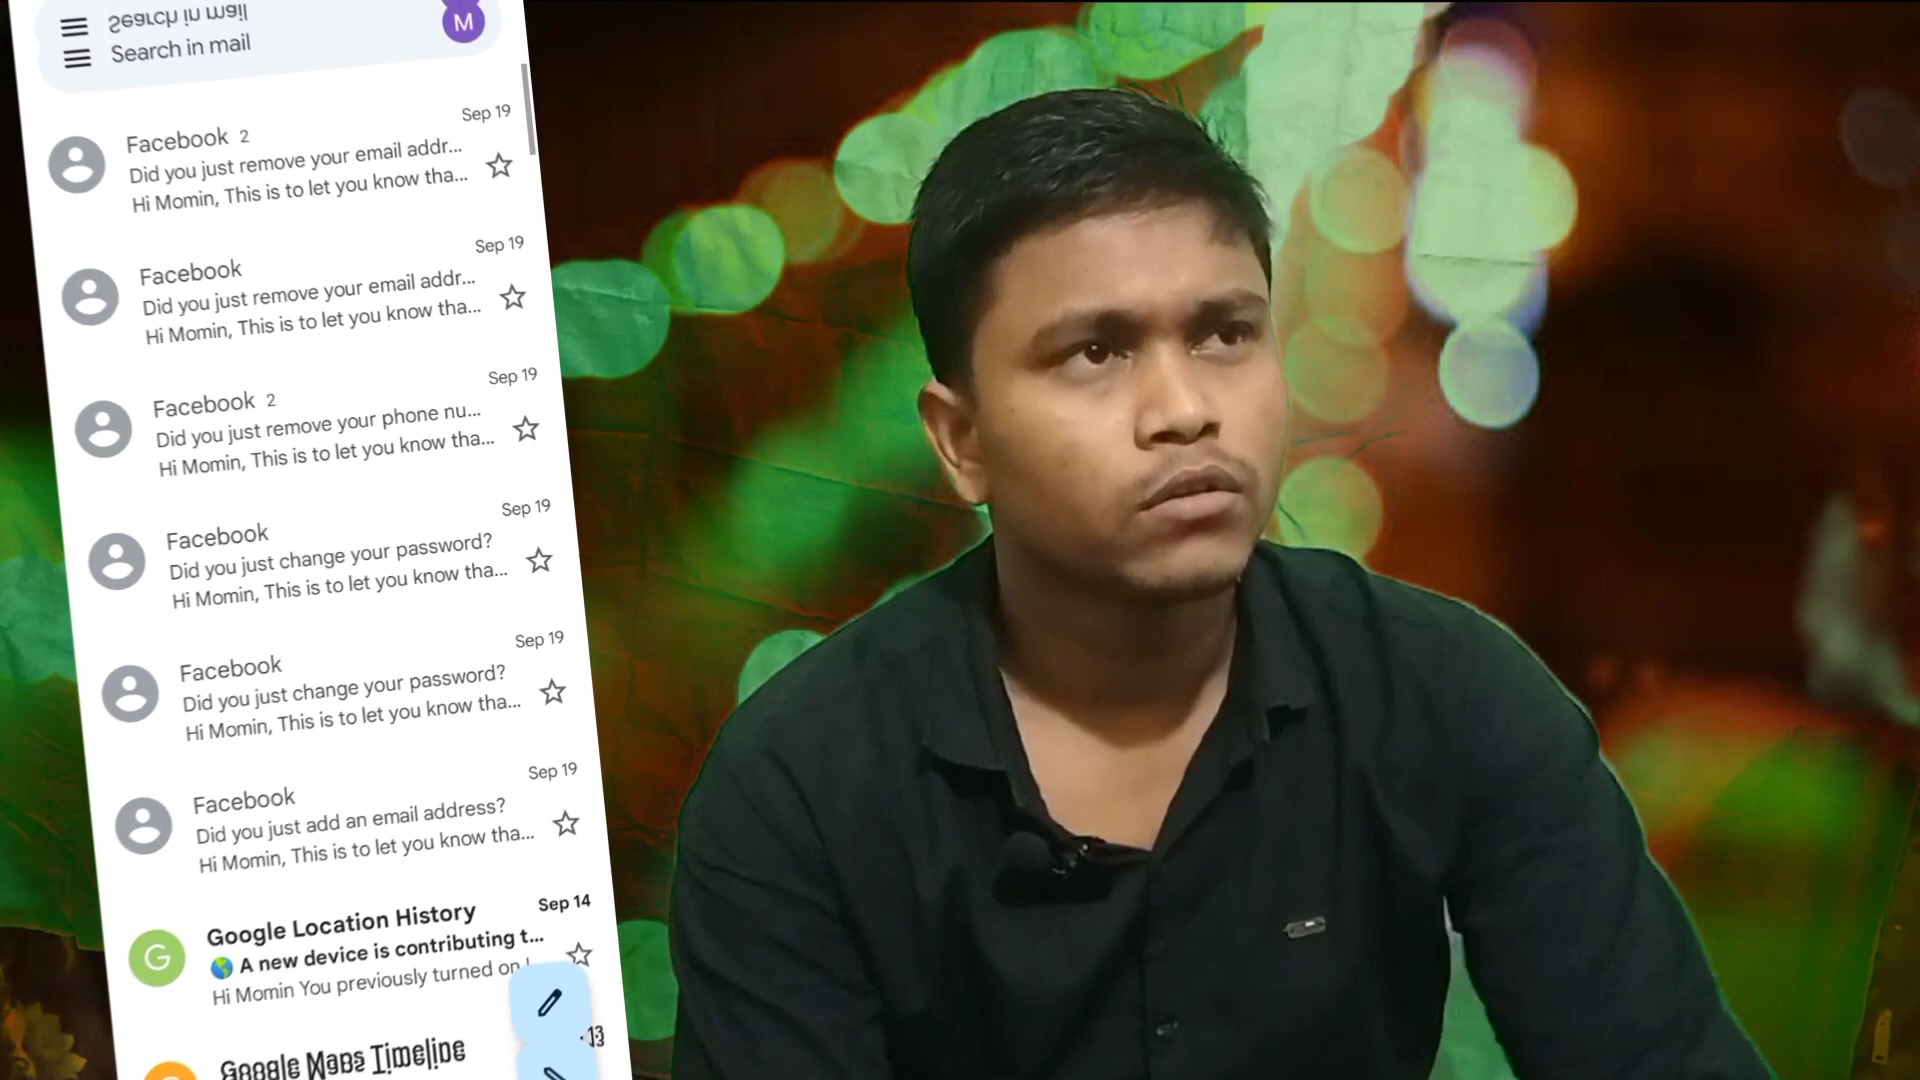 Search in mail
Search in mail
M
Sep 19
Facebook 2
Did you just remove your email addr...
Hi Momin, This is to let you know tha...
Sep 19
Facebook
Did you just remove your email addr...
Hi Momin, This is to let you know tha...
Sep 19
Facebook 2
Did you just remove your phone nu...
Hi Momin, This is to let you know tha...
Sep 19
Facebook
Did you just change your password?
Hi Momin, This is to let you know tha...
Sep 19
Facebook
Did you just change your password?
Hi Momin, This is to let you know tha...
Sep 19
Facebook
Did you just add an email address?
Hi Momin, This is to let you know tha...
Sep 14
Google Location History
G
A new device is contributing t...
Hi Momin You previously turned on
13
Google Maps Timeline